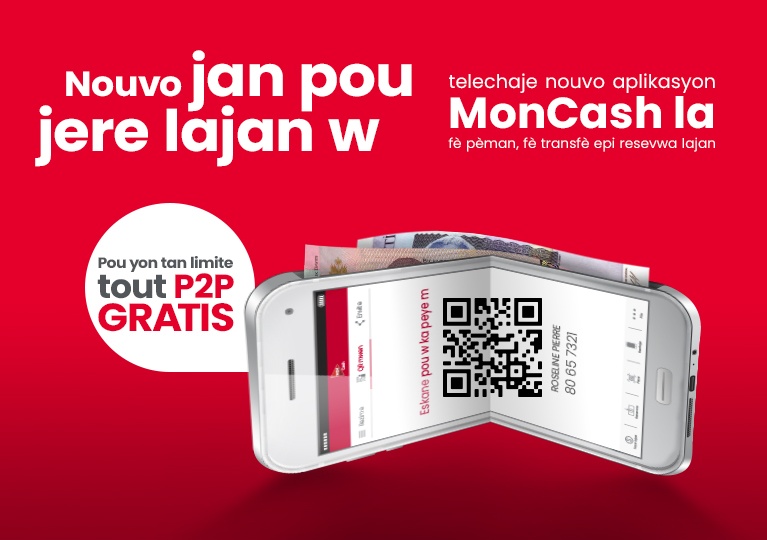 Nouvo jan pou
jere lajan w
telechaje nouvo aplikasyon
MonCash la
fè pèman, fè transfè epi resevwa lajan
Pou yon tan limite
tout P2P
GRATIS
Eskane pou w ka peye m
ROSELINE PIERRE
80 65 7321